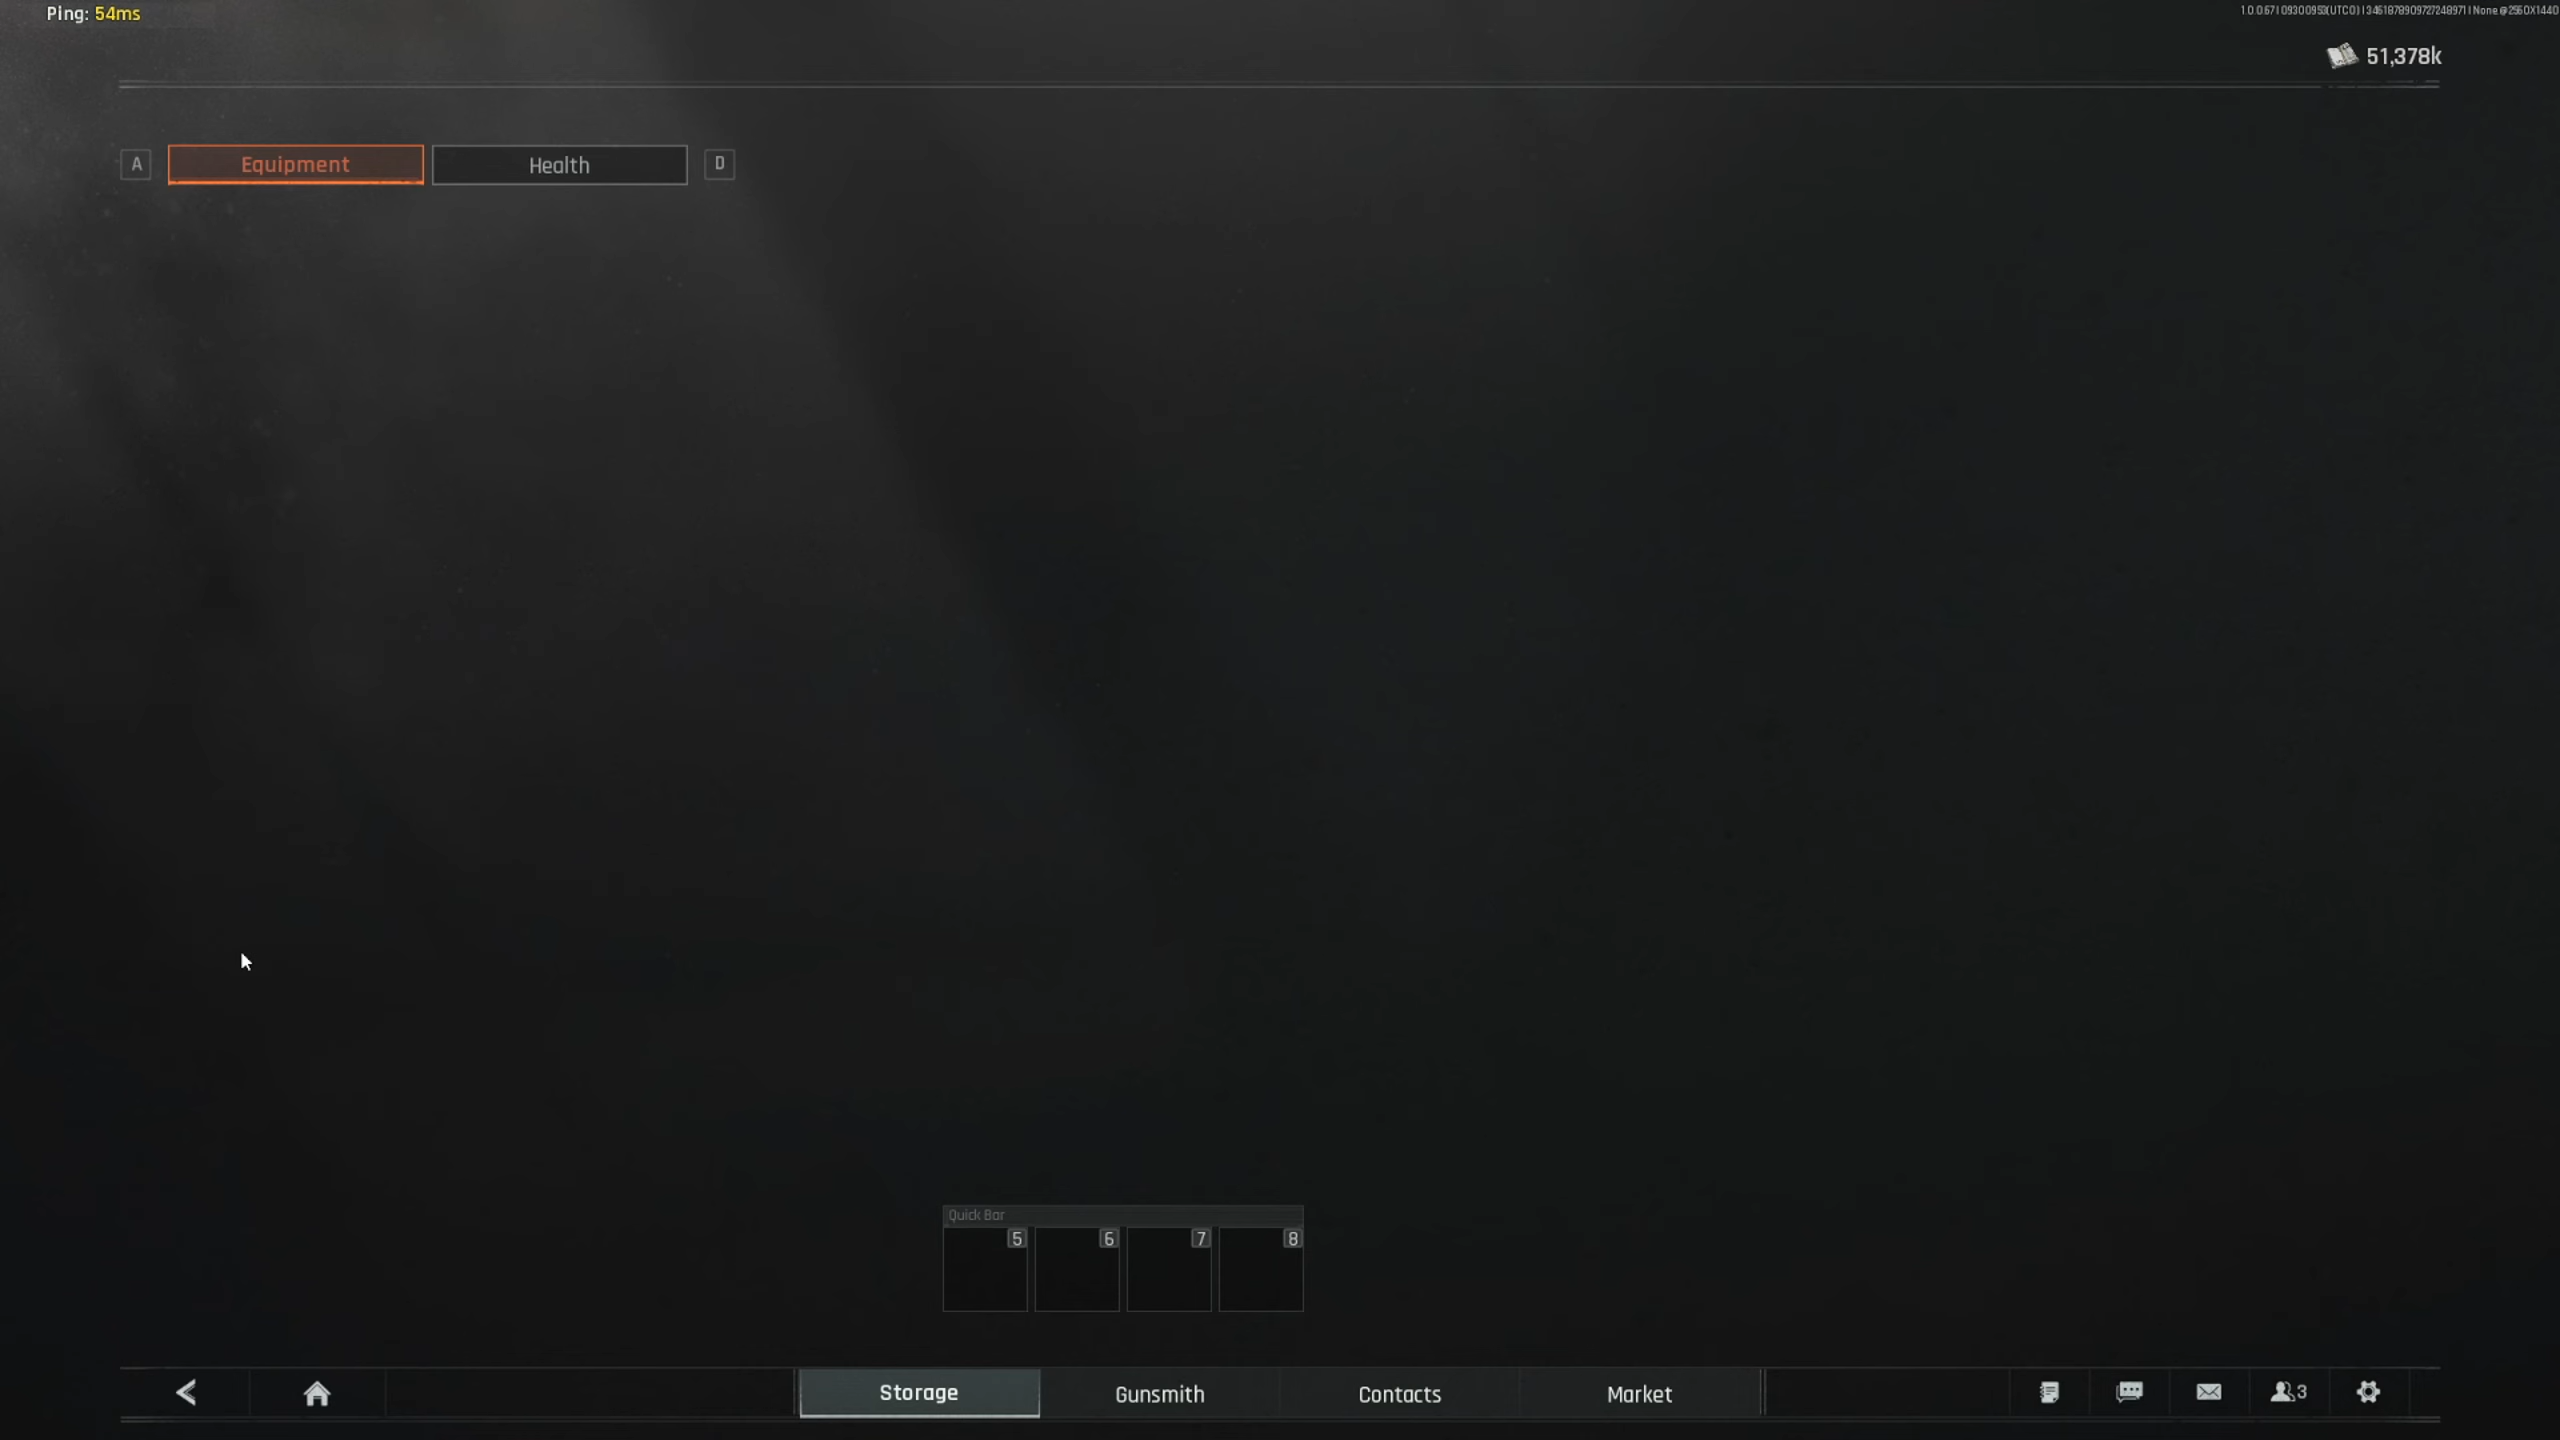 Ping: 54ms
51,378k
A Equipment Health D
Quick Bar
5 6 7 8
Storage Gunsmith Contacts Market 3